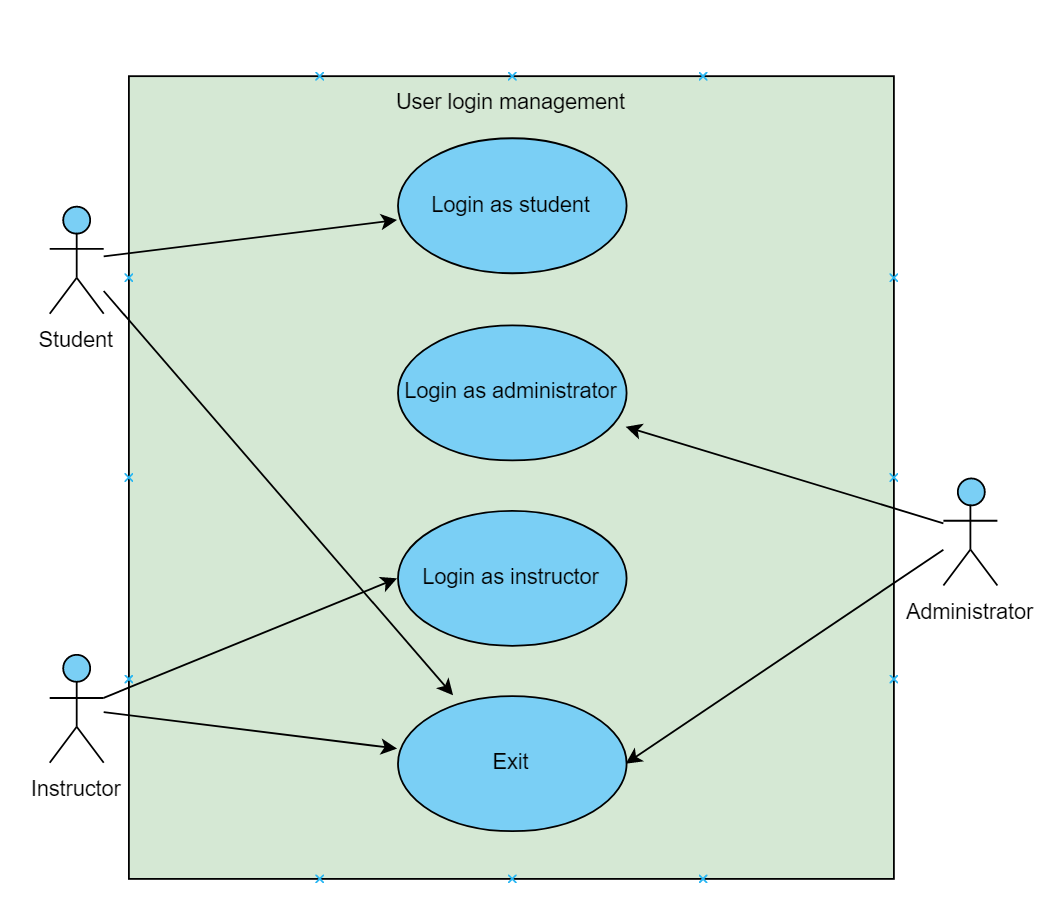 User login management
Login as student
Student
Login as administrator
Login as instructor
Administrator
Exit
Instructor